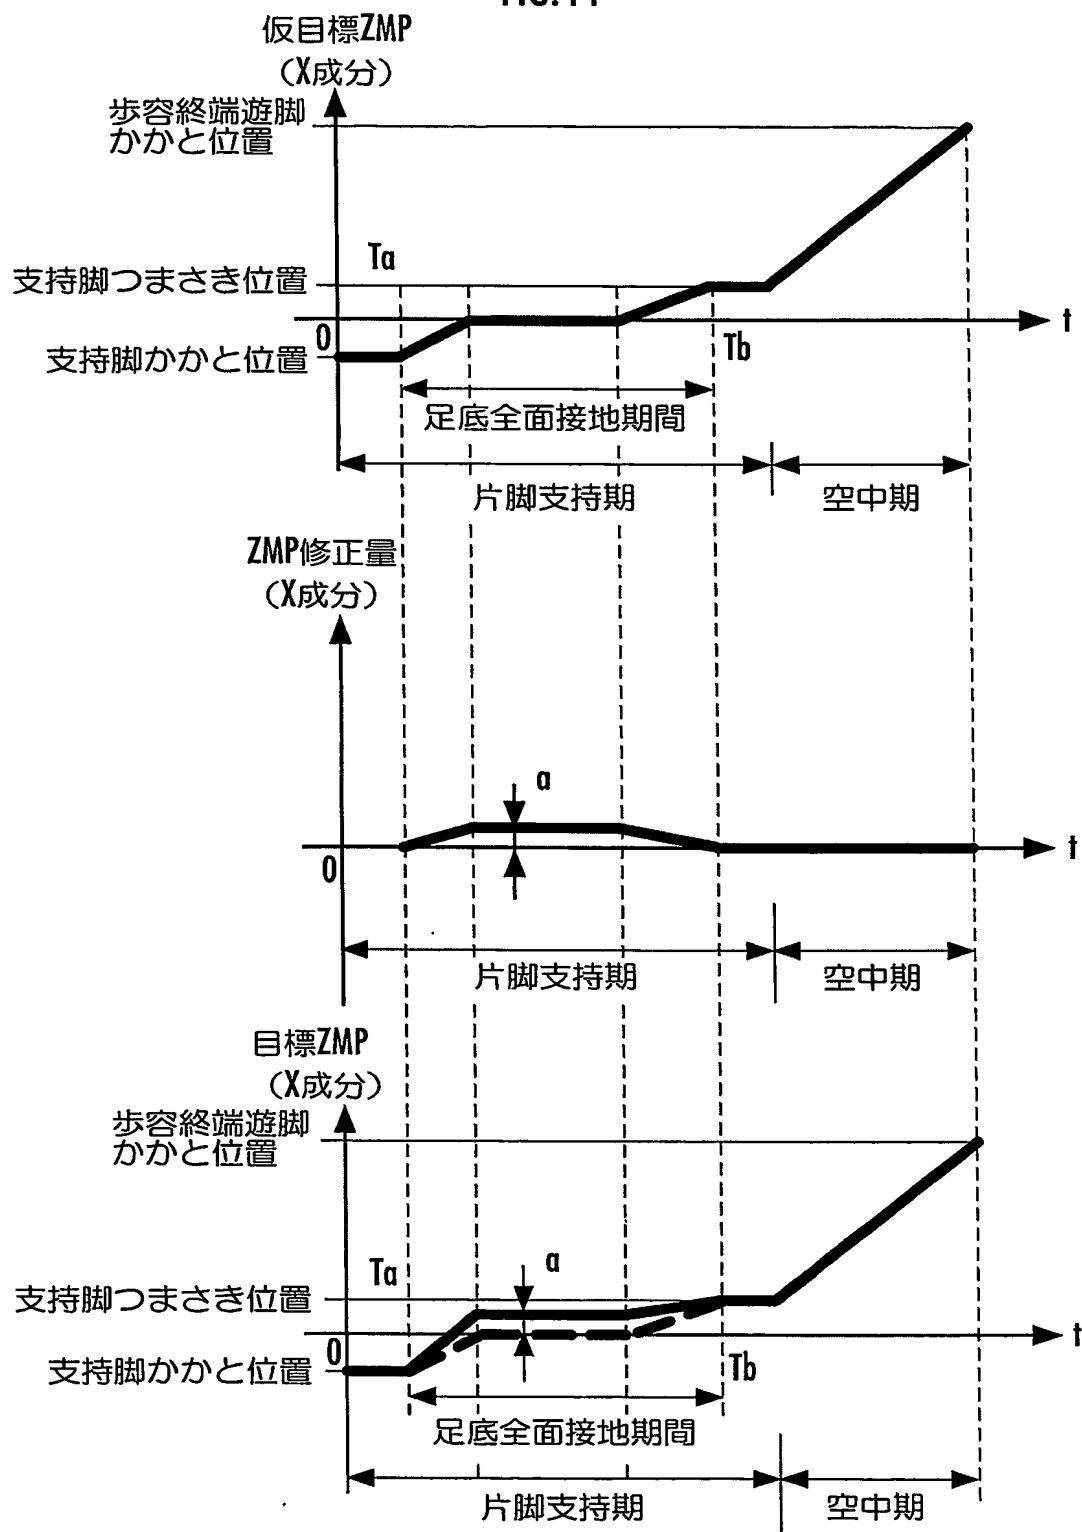 仮目標ZMP
（X成分）
歩容終端遊脚
かかと位置
Ta
支持脚つまさき位置
0
t
支持脚かかと位置
Tb
足底全面接地期間
片脚支持期
空中期
ZMP修正量
（X成分）
a
0
t
片脚支持期
空中期
目標ZMP
（X成分）
歩容終端遊脚
かかと位置
Ta
a
支持脚つまさき位置
0
t
支持脚かかと位置
Tb
足底全面接地期間
片脚支持期
空中期